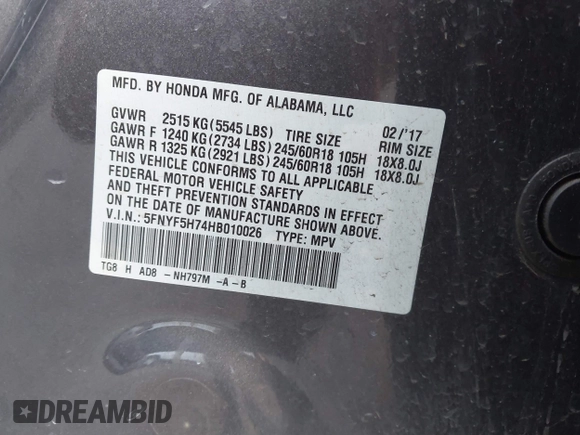 MFD. BY HONDA MFG. OF ALABAMA, LLC
02/'17
GVWR 2515 KG(5545 LBS) TIRE SIZE RIM SIZE
GAWR F 1240 KG(2734 LBS)245/60R18 105H 18X8.0J
GAWR R 1325 KG(2921 LBS)245/60R18 105H 18X8.0J
THIS VEHICLE CONFORMS TO ALL APPLICABLE
FEDERAL MOTOR VEHICLE SAFETY
AND THEFT PREVENTION STANDARDS IN EFFECT
ON THE DATE OF MANUFACTURE SHOWN ABOVE.
V.I.N.: 5FNYF5H74HB010026 TYPE: MPV
TG8 H AD8 - NH797M -A-B
DREAMBID